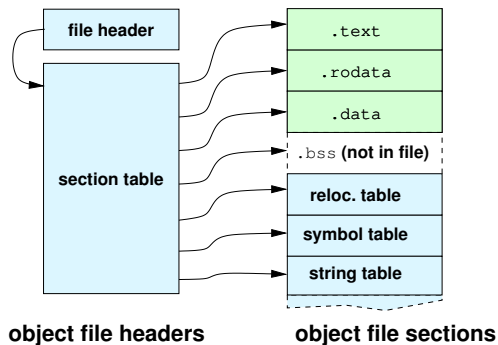 file header
section table
.text
.rodata
.data
.bss (not in file)
reloc. table
symbol table
string table
object file headers
object file sections